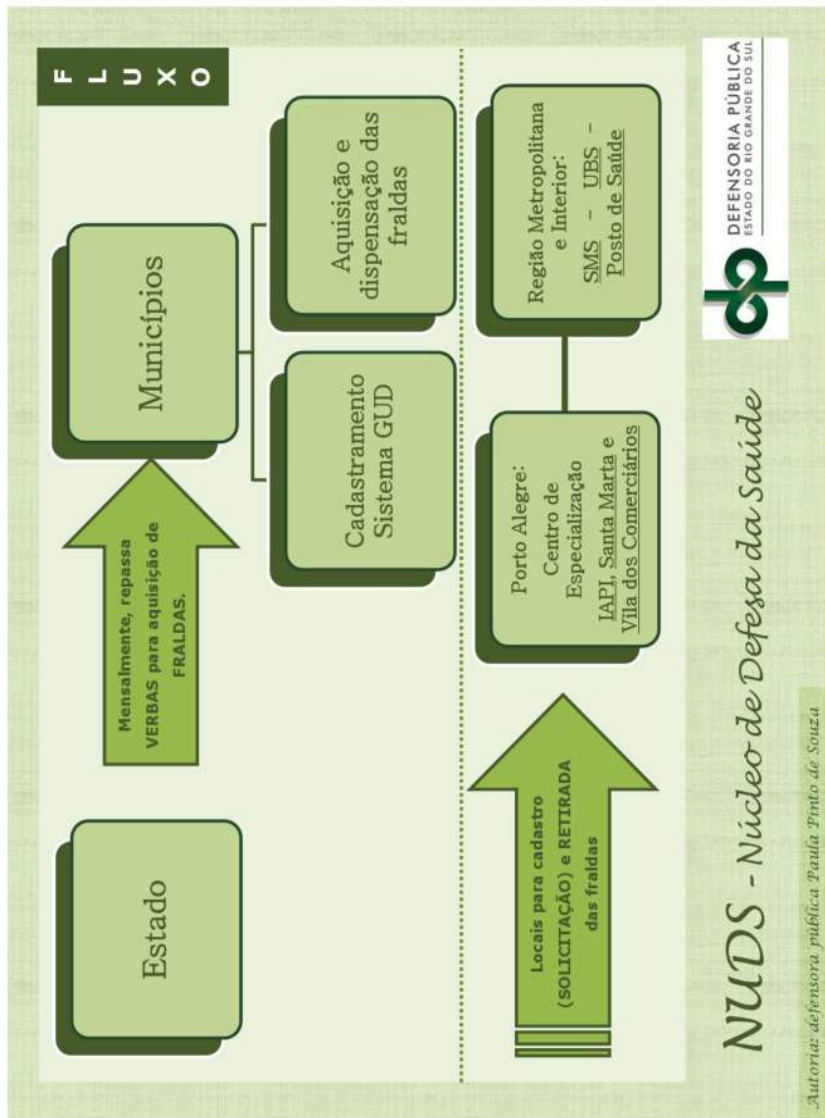 F
L
U
X
O
Estado
Mensalmente, repassa
VERBAS para aquisição de
FRALDAS.
Municípios
Cadastramento
Sistema GUD
Aquisição e
dispensação das
fraldas
Locais para cadastro
(SOLICITAÇÃO) e RETIRADA
das fraldas
Porto Alegre:
Centro de
Especialização
IAPI, Santa Marta e
Vila dos Comerciários
Região Metropolitana
e Interior:
SMS – UBS –
Posto de Saúde
NUDS - Núcleo de Defesa da Saúde
DEFENSORIA PÚBLICA
ESTADO DO RIO GRANDE DO SUL
Autoria: defensora pública Paula Pinto de Souza